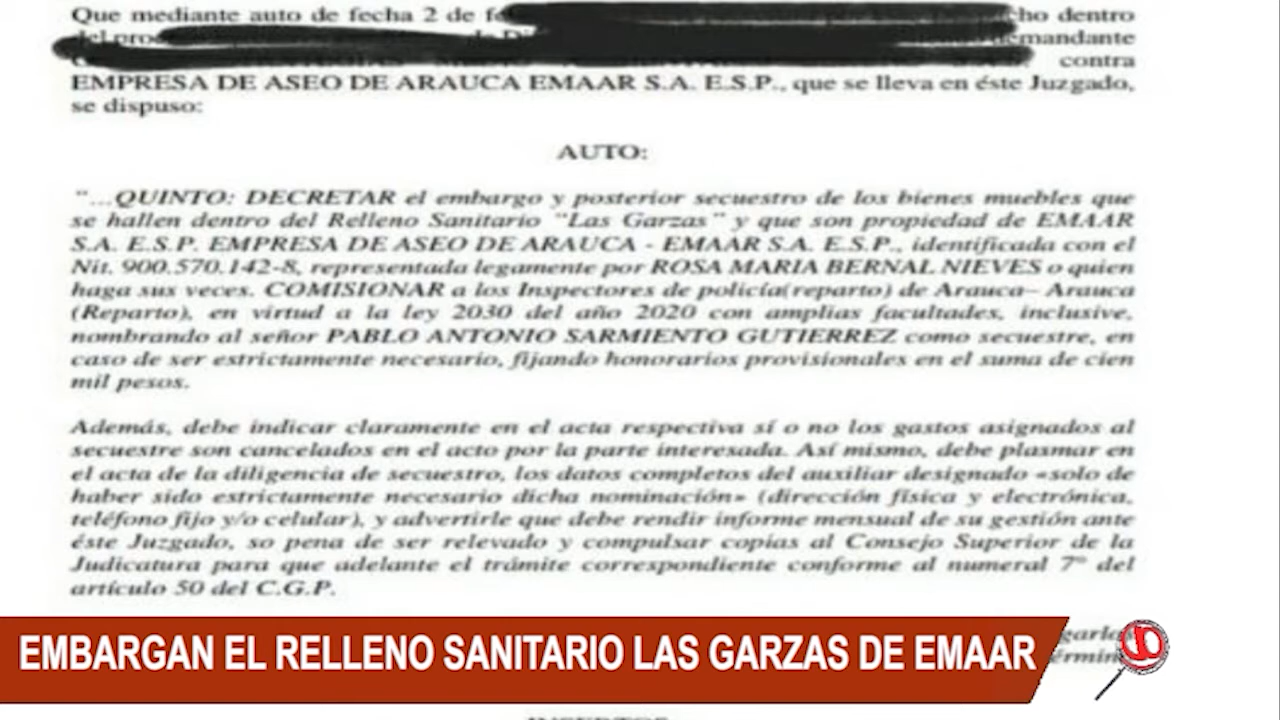 Que mediante auto de fecha 2 de
dentro
demandante
contra
EMPRESA DE ASEO DE ARAUCA EMAAR S.A. E.S.P., que se lleva en éste Juzgado,
se dispuso:
AUTO:
"...QUINTO: DECRETAR el embargo y posterior secuestro de los bienes muebles que
se hallen dentro del Relleno Sanitario "Las Garzas" y que son propiedad de EMAAR
S.A. E.S.P. EMPRESA DE ASEO DE ARAUCA - EMAAR S.A. E.S.P., identificada con el
Nit. 900.570.142-8, representada legamente por ROSA MARIA BERNAL NIEVES o quien
haga sus veces. COMISIONAR a los Inspectores de policía(reparto) de Arauca– Arauca
(Reparto), en virtud a la ley 2030 del año 2020 con amplias facultades, inclusive,
nombrando al señor PABLO ANTONIO SARMIENTO GUTIERREZ como secuestre, en
caso de ser estrictamente necesario, fijando honorarios provisionales en el suma de cien
mil pesos.
Además, debe indicar claramente en el acta respectiva sí o no los gastos asignados al
secuestre son cancelados en el acto por la parte interesada. Así mismo, debe plasmar en
el acta de la diligencia de secuestro, los datos completos del auxiliar designado «solo de
haber sido estrictamente necesario dicha nominación» (dirección física y electrónica,
teléfono fijo y/o celular), y advertirle que debe rendir informe mensual de su gestión ante
éste Juzgado, so pena de ser relevado y compulsar copias al Consejo Superior de la
Judicatura para que adelante el trámite correspondiente conforme al numeral 7° del
artículo 50 del C.G.P.
EMBARGAN EL RELLENO SANITARIO LAS GARZAS DE EMAAR